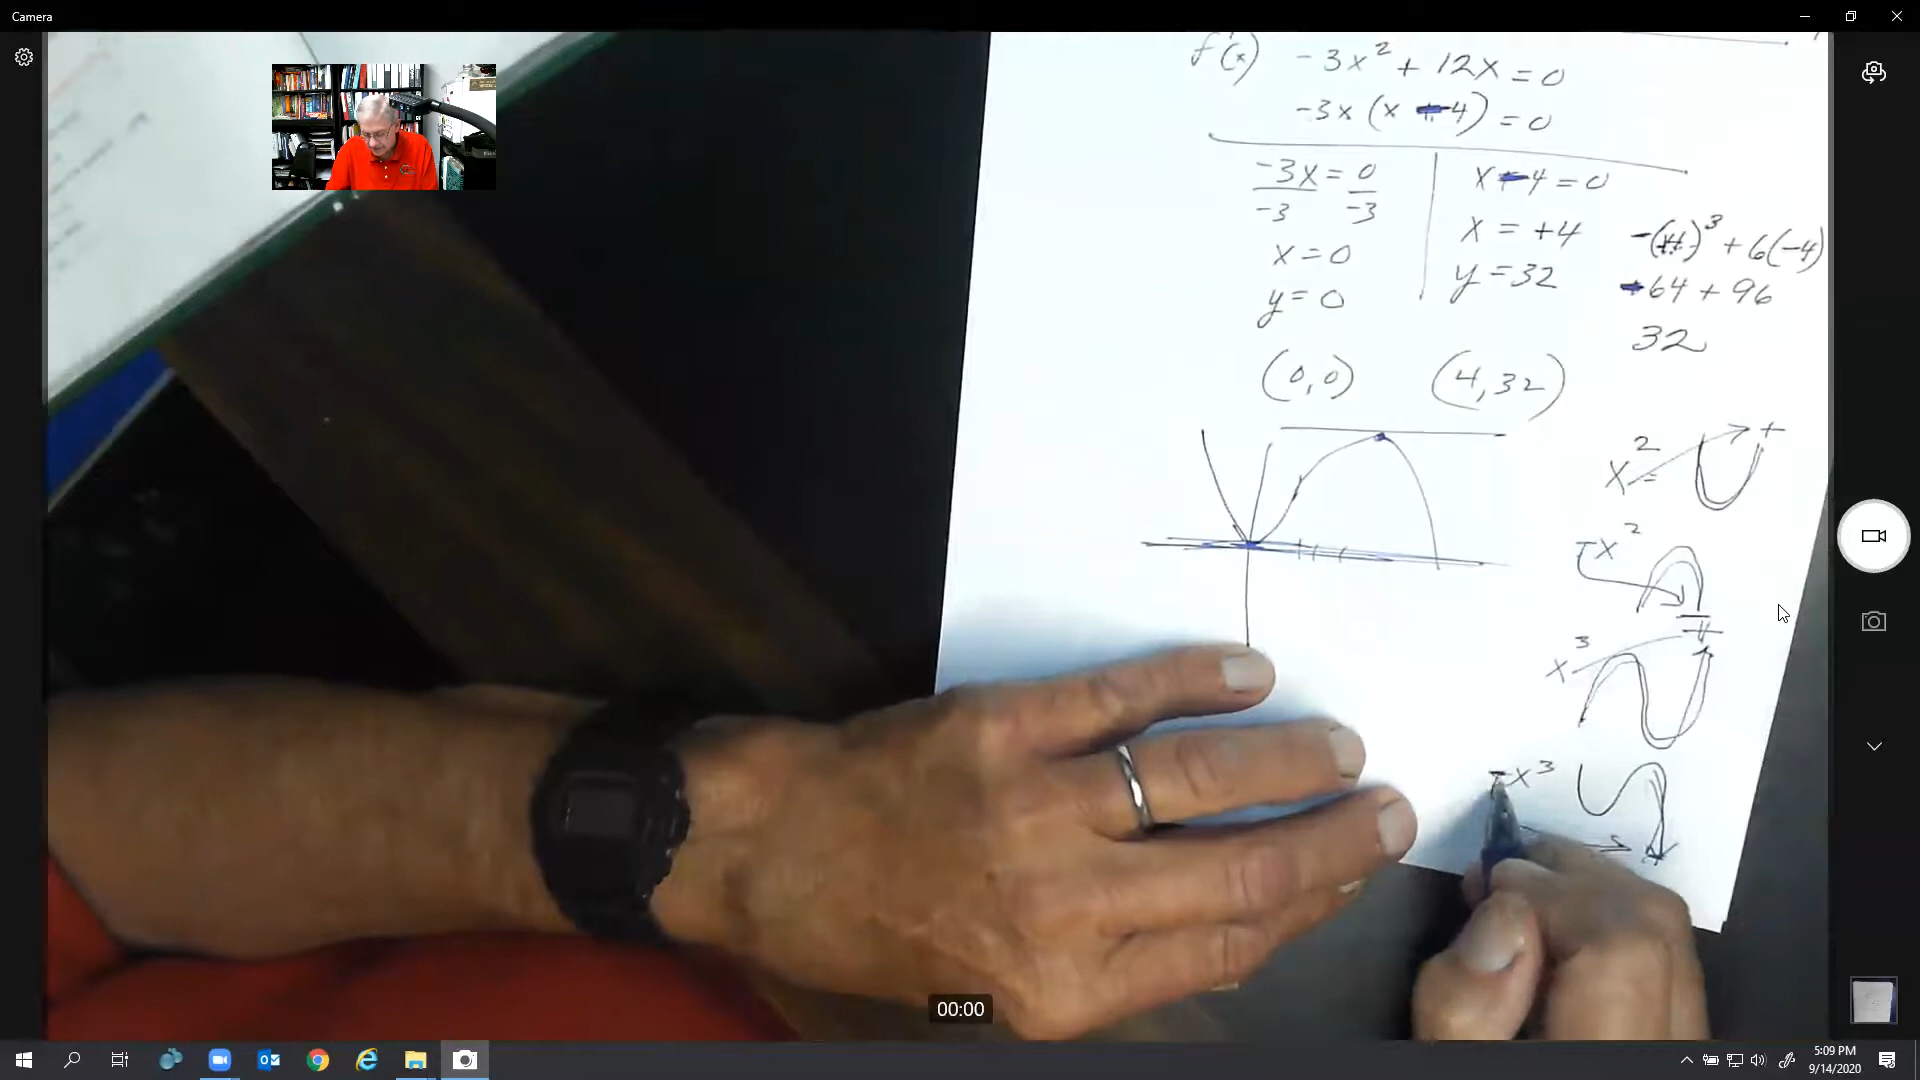 Camera
f'(x) -3x² + 12x = 0
-3x (x - 4) = 0
-3x = 0
-3 -3
x = 0
y = 0
x - 4 = 0
x = +4
y = 32
-(4)³ + 6(-4)
-64 + 96
32
(0,0) (4,32)
x² +
-x²
x³ +
-x³
00:00
5:09 PM
9/14/2020